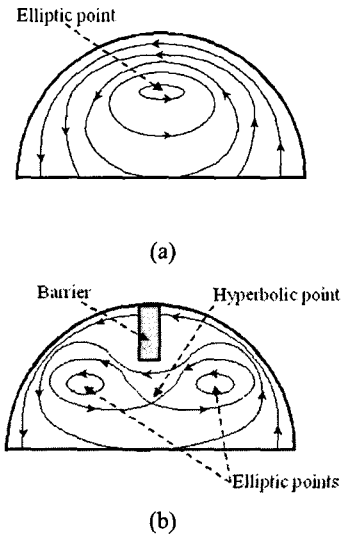 Elliptic point
(a)
Barrier
Hyperbolic point
Elliptic points
(b)